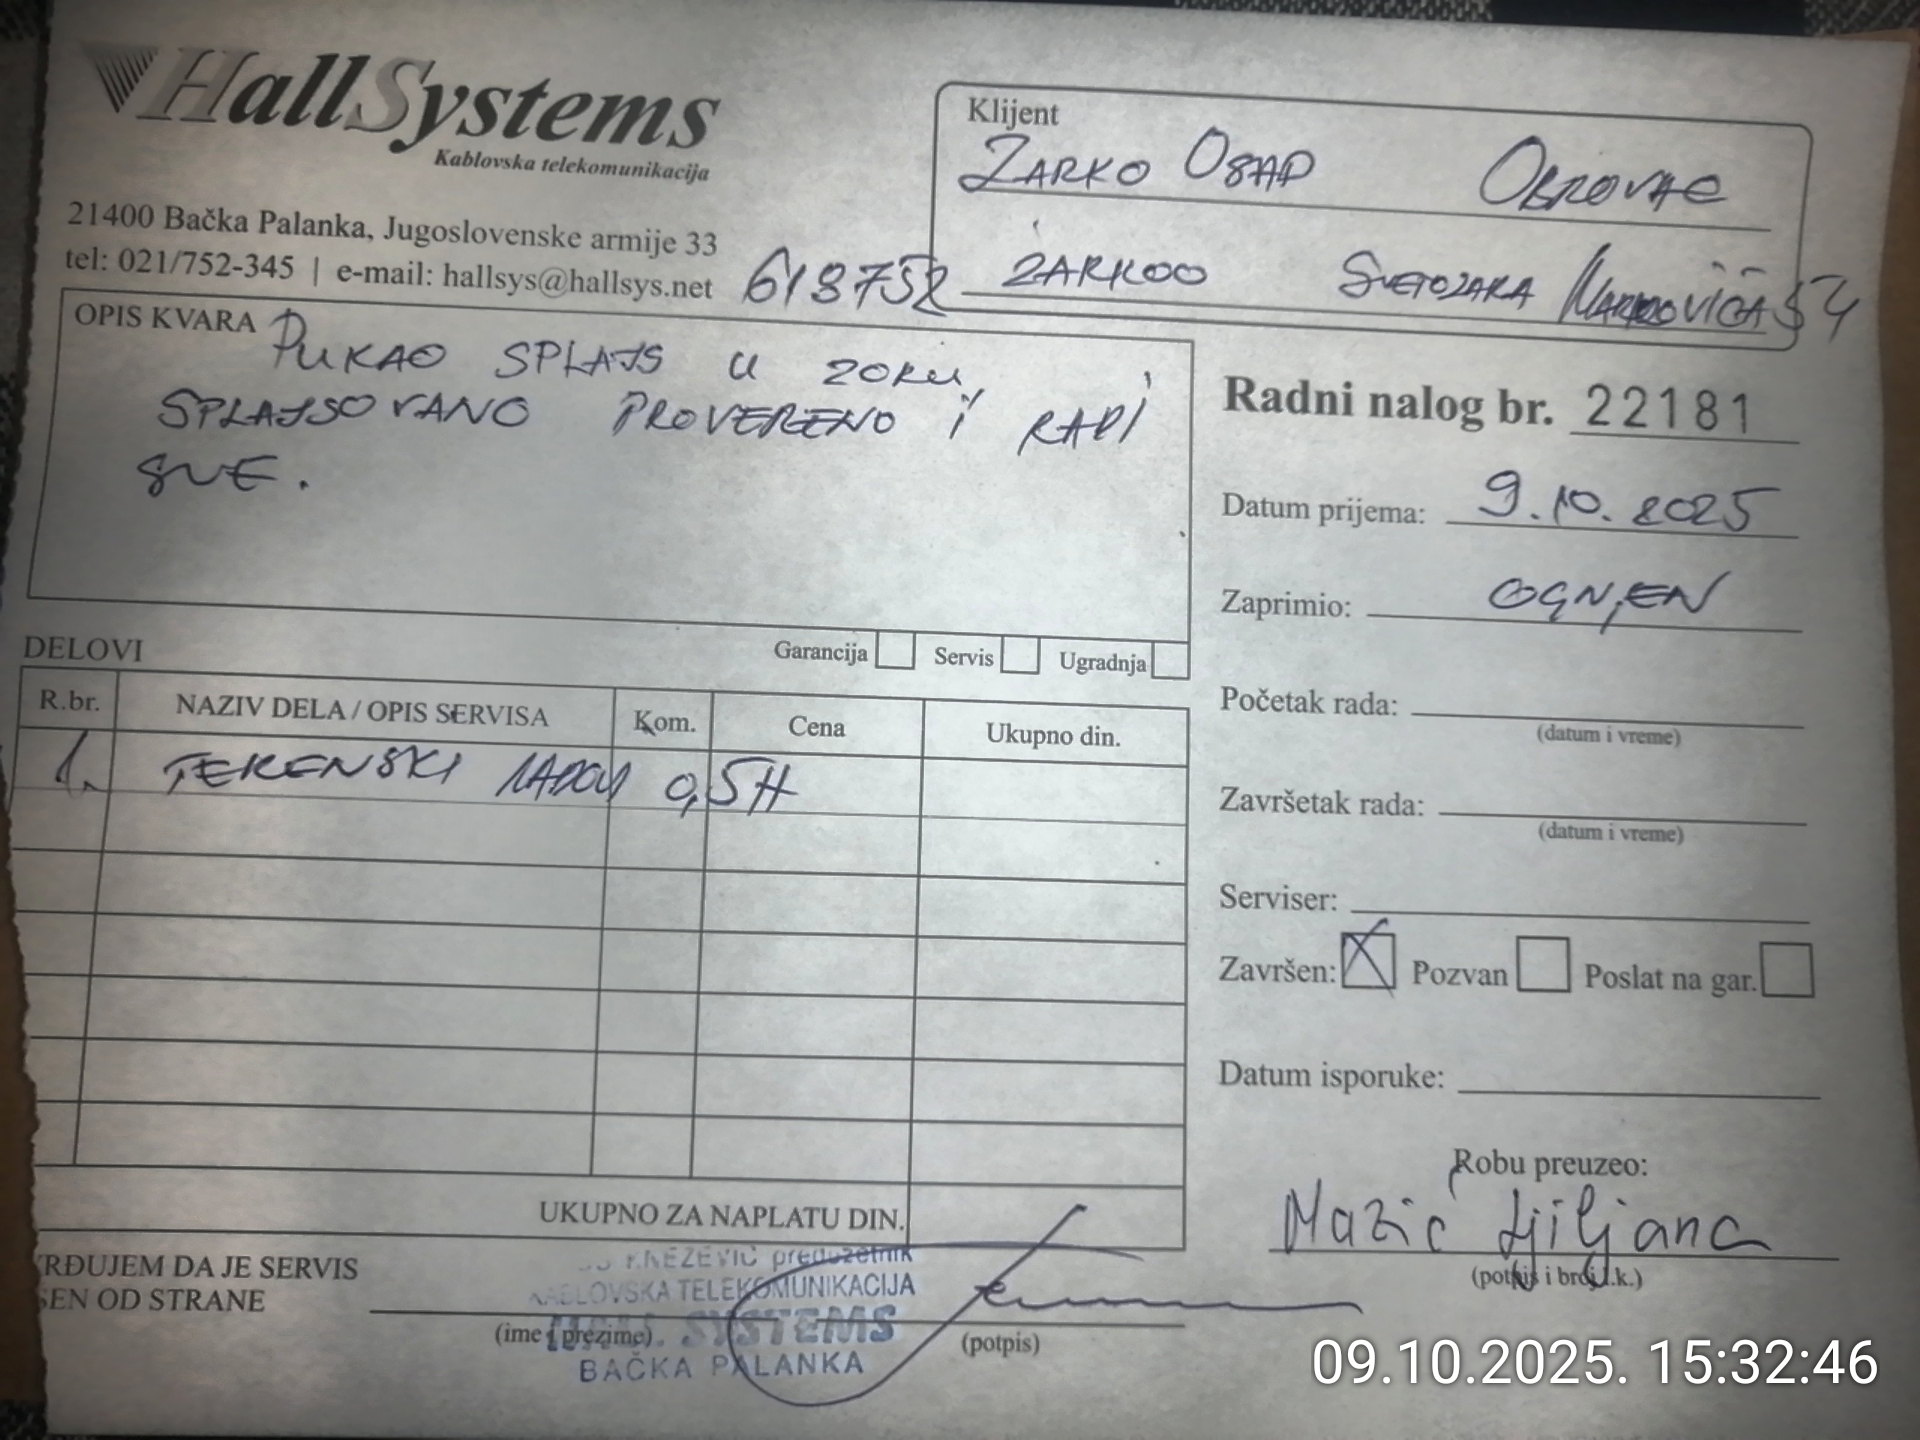 HallSystems
Kablovska telekomunikacija
21400 Bačka Palanka, Jugoslovenske armije 33
tel: 021/752-345 | e-mail: hallsys@hallsys.net
618752
Klijent
ŽARKO OBAD OBROVAC
ŽARKOO SVETOZARA MARKOVIĆA 54
OPIS KVARA
PUKAO SPLAJS U ZOKU,
SPLAJSOVANO PROVERENO I RADI
SVE.
Garancija Servis Ugradnja
Radni nalog br. 22181
Datum prijema: 9.10.2025
Zaprimio: OGNJEN
Početak rada:
(datum i vreme)
Završetak rada:
(datum i vreme)
Serviser:
Završen: X Pozvan Poslat na gar.
Datum isporuke:
Robu preuzeo:
Mazić Ljiljana
(potpis i broj l.k.)
DELOVI
R.br. NAZIV DELA / OPIS SERVISA Kom. Cena Ukupno din.
1. TERENSKI RADOVI 0,5H
UKUPNO ZA NAPLATU DIN.
RĐUJEM DA JE SERVIS
ŠEN OD STRANE
(ime i prezime)
(potpis)
KNEŽEVIĆ preduzetnik
KABLOVSKA TELEKOMUNIKACIJA
HALL SYSTEMS
BAČKA PALANKA
09.10.2025. 15:32:46